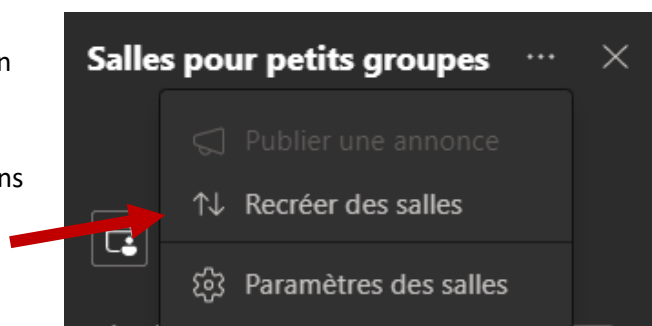 Salles pour petits groupes
Publier une annonce
Recréer des salles
Paramètres des salles